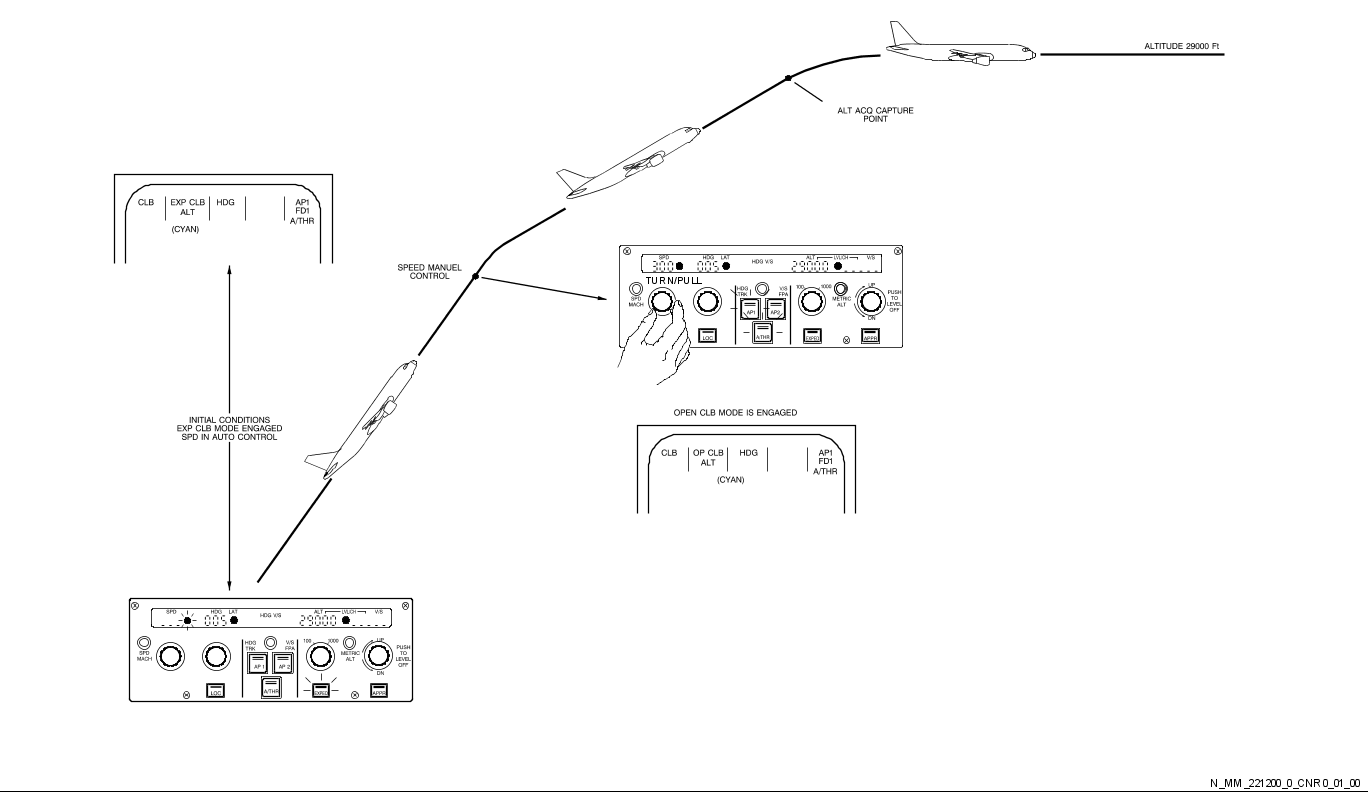 ALTITUDE 29000 Ft
ALT ACQ CAPTURE
POINT
CLB EXP CLB HDG AP1
ALT FD1
A/THR
(CYAN)
SPEED MANUEL
CONTROL
SPD HDG LAT HDG V/S ALT LVL/CH V/S
300 005 29000 - - - - -
TURN/PULL
SPD
MACH
HDG
TRK
V/S
FPA
AP1 AP2
A/THR
LOC
100 1000
METRIC
ALT
UP
DN
PUSH
TO
LEVEL
OFF
EXPED
APPR
INITIAL CONDITIONS
EXP CLB MODE ENGAGED
SPD IN AUTO CONTROL
OPEN CLB MODE IS ENGAGED
CLB OP CLB HDG AP1
ALT FD1
A/THR
(CYAN)
SPD HDG LAT HDG V/S ALT LVL/CH V/S
- - - 005 29000 - - - - -
SPD
MACH
HDG
TRK
V/S
FPA
AP 1 AP 2
A/THR
LOC
100 1000
METRIC
ALT
UP
DN
PUSH
TO
LEVEL
OFF
EXPED
APPR
N_MM_221200_0_CNR0_01_00